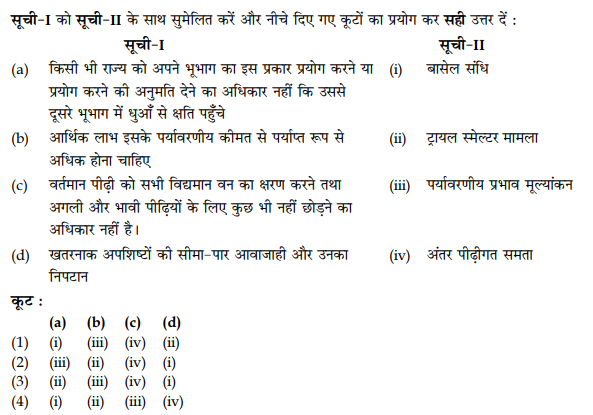 सूची-I को सूची-II के साथ सुमेलित करें और नीचे दिए गए कूटों का प्रयोग कर सही उत्तर दें :
सूची-I सूची-II
(a) किसी भी राज्य को अपने भूभाग का इस प्रकार प्रयोग करने या (i) बासेल संधि
प्रयोग करने की अनुमति देने का अधिकार नहीं कि उससे
दूसरे भूभाग में धुआँ से क्षति पहुँचे
(b) आर्थिक लाभ इसके पर्यावरणीय कीमत से पर्याप्त रूप से (ii) ट्रायल स्मेल्टर मामला
अधिक होना चाहिए
(c) वर्तमान पीढ़ी को सभी विद्यमान वन का क्षरण करने तथा (iii) पर्यावरणीय प्रभाव मूल्यांकन
अगली और भावी पीढ़ियों के लिए कुछ भी नहीं छोड़ने का
अधिकार नहीं है।
(d) खतरनाक अपशिष्टों की सीमा-पार आवाजाही और उनका (iv) अंतर पीढ़ीगत समता
निपटान
कूट :
(a) (b) (c) (d)
(1) (i) (iii) (iv) (ii)
(2) (iii) (ii) (iv) (i)
(3) (ii) (iii) (iv) (i)
(4) (i) (ii) (iii) (iv)